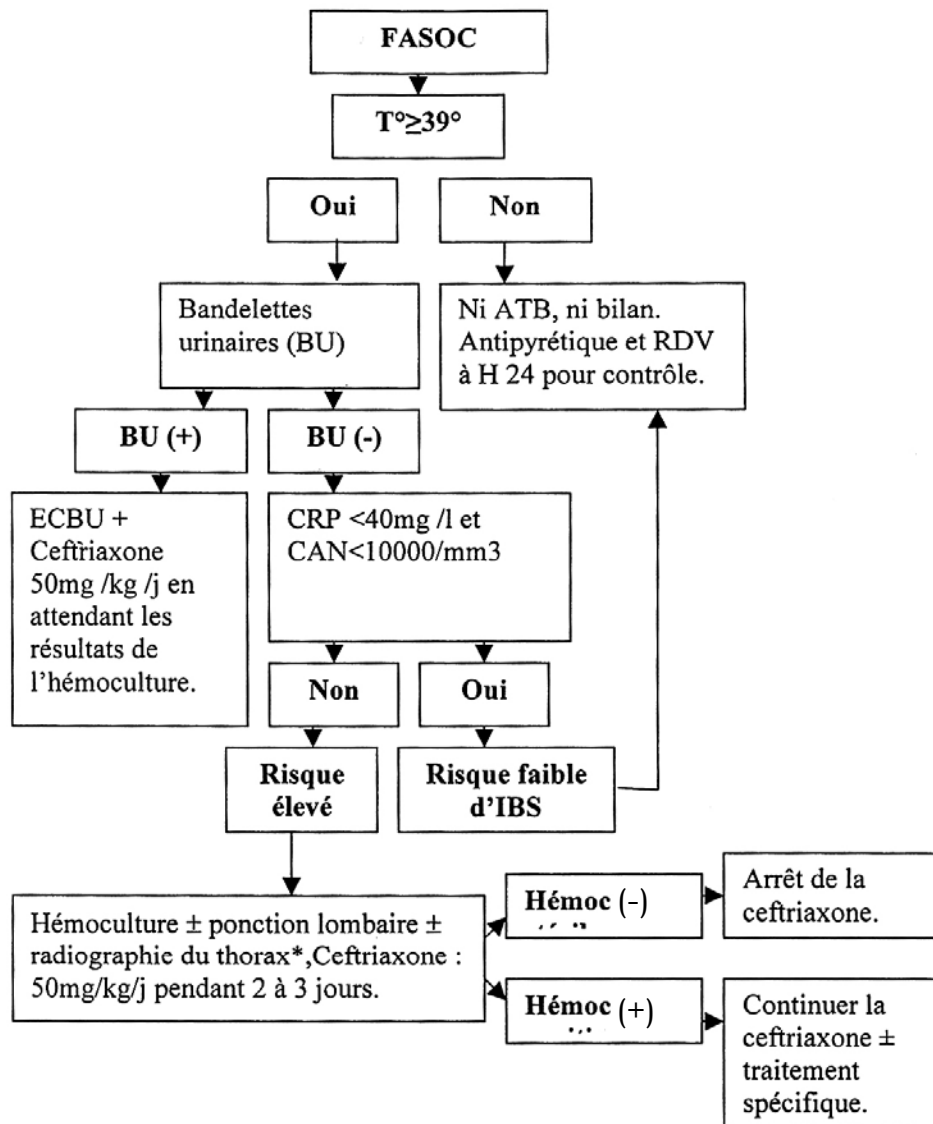 FASOC
T°≥39°
Oui
Non
Bandelettes
urinaires (BU)
Ni ATB, ni bilan.
Antipyrétique et RDV
à H 24 pour contrôle.
BU (+)
BU (-)
ECBU +
Ceftriaxone
50mg /kg /j en
attendant les
résultats de
l’hémoculture.
CRP <40mg /l et
CAN<10000/mm3
Non
Oui
Risque
élevé
Risque faible
d’IBS
Hémoculture ± ponction lombaire ±
radiographie du thorax*,Ceftriaxone :
50mg/kg/j pendant 2 à 3 jours.
Hémoc (-)
Arrêt de la
ceftriaxone.
Hémoc (+)
Continuer la
ceftriaxone ±
traitement
spécifique.